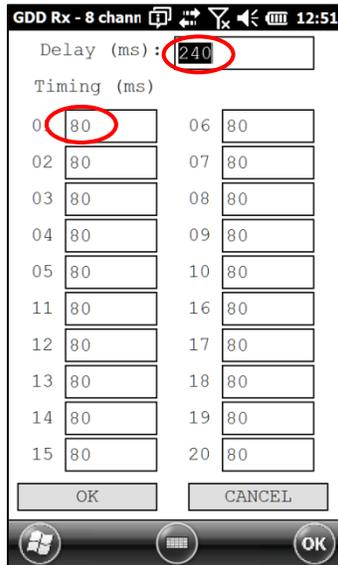 GDD Rx - 8 chann 12:51
Delay (ms): 240
Timing (ms)
01 80 06 80
02 80 07 80
03 80 08 80
04 80 09 80
05 80 10 80
11 80 16 80
12 80 17 80
13 80 18 80
14 80 19 80
15 80 20 80
OK CANCEL
OK